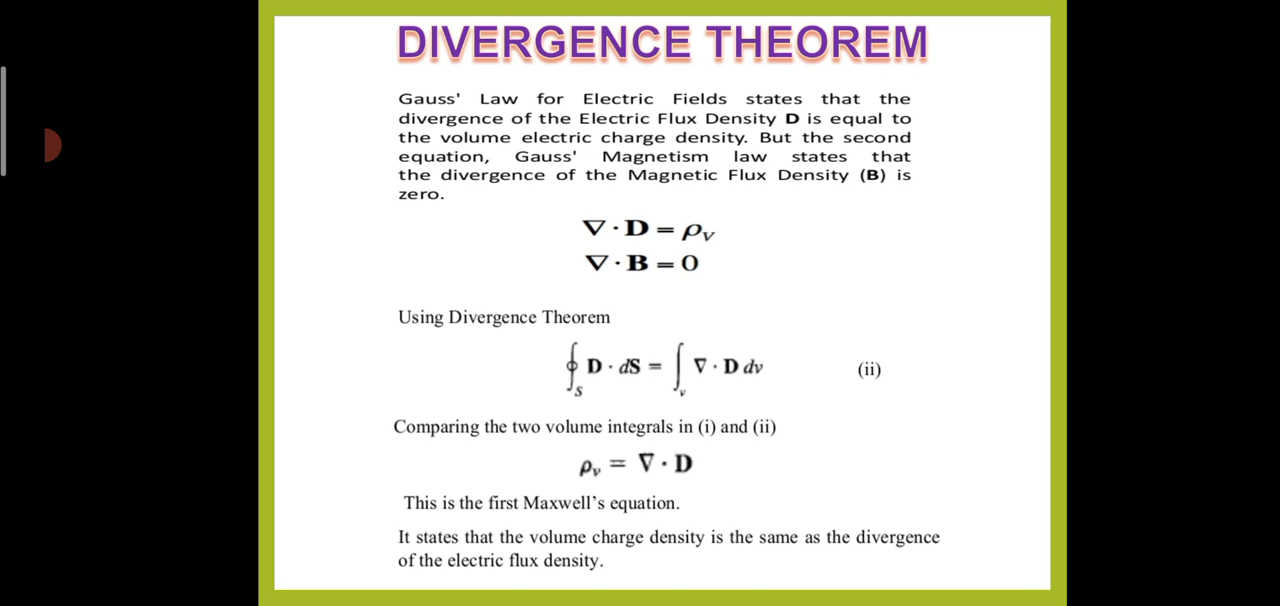 DIVERGENCE THEOREM
Gauss' Law for Electric Fields states that the
divergence of the Electric Flux Density D is equal to
the volume electric charge density. But the second
equation, Gauss' Magnetism law states that
the divergence of the Magnetic Flux Density (B) is
zero.
∇ · D = ρv
∇ · B = 0
Using Divergence Theorem
∮S D · dS = ∫v ∇ · D dv (ii)
Comparing the two volume integrals in (i) and (ii)
ρv = ∇ · D
This is the first Maxwell’s equation.
It states that the volume charge density is the same as the divergence
of the electric flux density.